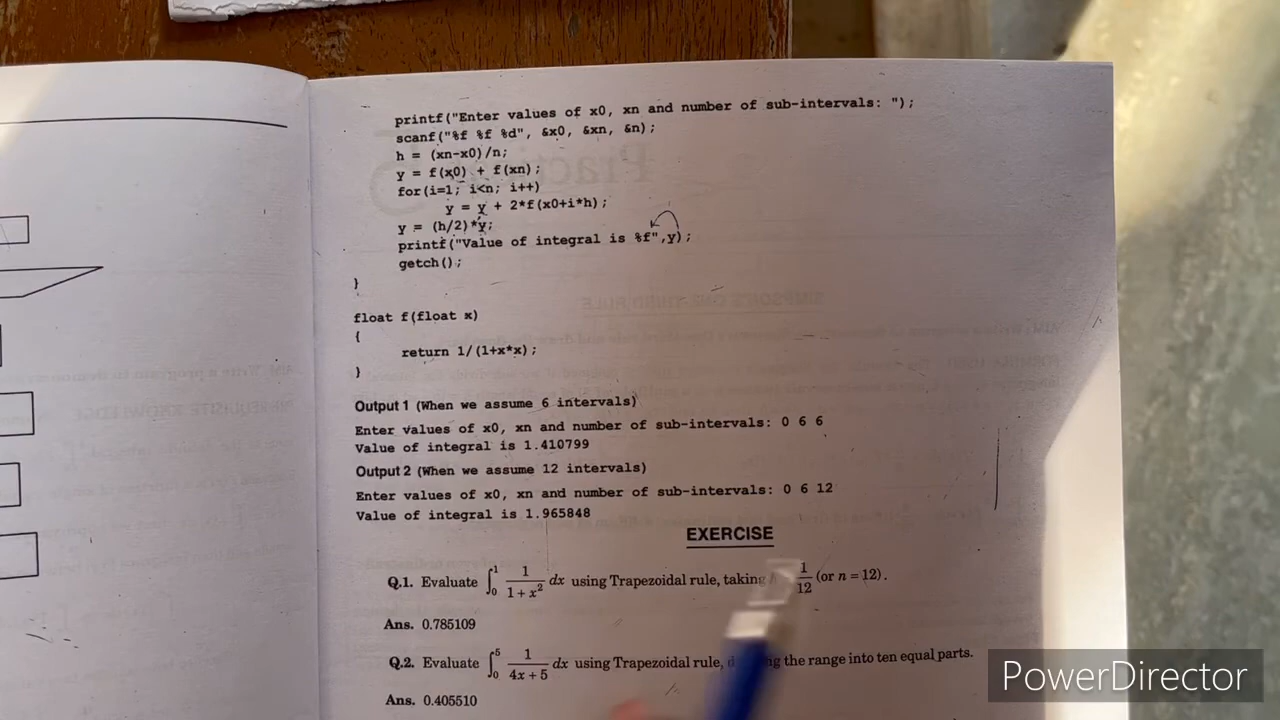 printf("Enter values of x0, xn and number of sub-intervals: ");
scanf("%f %f %d", &x0, &xn, &n);
h = (xn-x0)/n;
y = f(x0) + f(xn);
for(i=1; i<n; i++)
y = y + 2*f(x0+i*h);
y = (h/2)*y;
printf("Value of integral is %f",y);
getch();
}
float f(float x)
{
return 1/(1+x*x);
}
Output 1 (When we assume 6 intervals)
Enter values of x0, xn and number of sub-intervals: 0 6 6
Value of integral is 1.410799
Output 2 (When we assume 12 intervals)
Enter values of x0, xn and number of sub-intervals: 0 6 12
Value of integral is 1.965848
EXERCISE
Q.1. Evaluate ∫₀¹ 1/(1 + x²) dx using Trapezoidal rule, taking 1/12 (or n = 12).
Ans. 0.785109
Q.2. Evaluate ∫₀⁵ 1/(4x + 5) dx using Trapezoidal rule, the range into ten equal parts.
Ans. 0.405510
PowerDirector